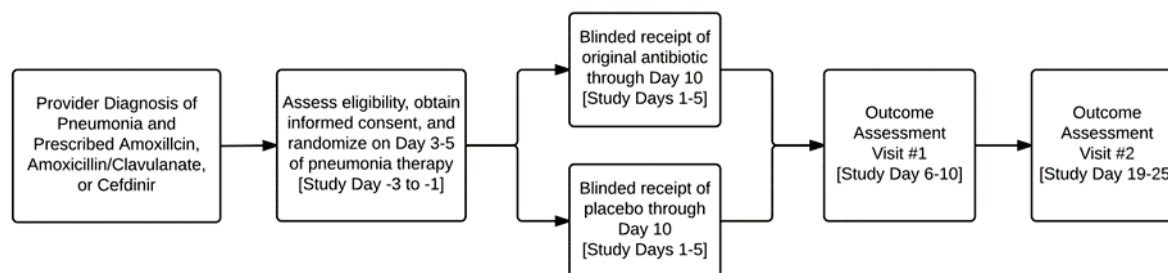 Provider Diagnosis of
Pneumonia and
Prescribed Amoxillcin,
Amoxicillin/Clavulanate,
or Cefdinir
Assess eligibility, obtain
informed consent, and
randomize on Day 3-5
of pneumonia therapy
[Study Day -3 to -1]
Blinded receipt of
original antibiotic
through Day 10
[Study Days 1-5]
Blinded receipt of
placebo through
Day 10
[Study Days 1-5]
Outcome
Assessment
Visit #1
[Study Day 6-10]
Outcome
Assessment
Visit #2
[Study Day 19-25]